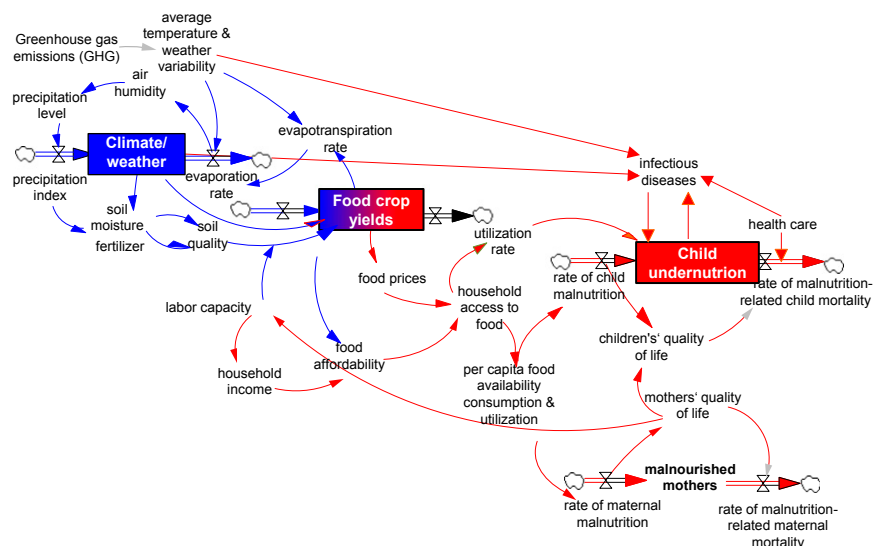 average
temperature &
weather
variability
Greenhouse gas
emissions (GHG)
air
humidity
precipitation
level
Climate/
weather
evapotranspiration
rate
infectious
diseases
precipitation
index
evaporation rate
soil
moisture
fertilizer
soil
quality
Food crop
yields
utilization
rate
health care
Child
undernutrion
food prices
rate of child
malnutrition
rate of malnutrition-
related child mortality
labor capacity
household
access to
food
children's' quality
of life
food
affordability
household
income
per capita food
availability
consumption &
utilization
mothers' quality
of life
malnourished
mothers
rate of maternal
malnutrition
rate of malnutrition-
related maternal
mortality